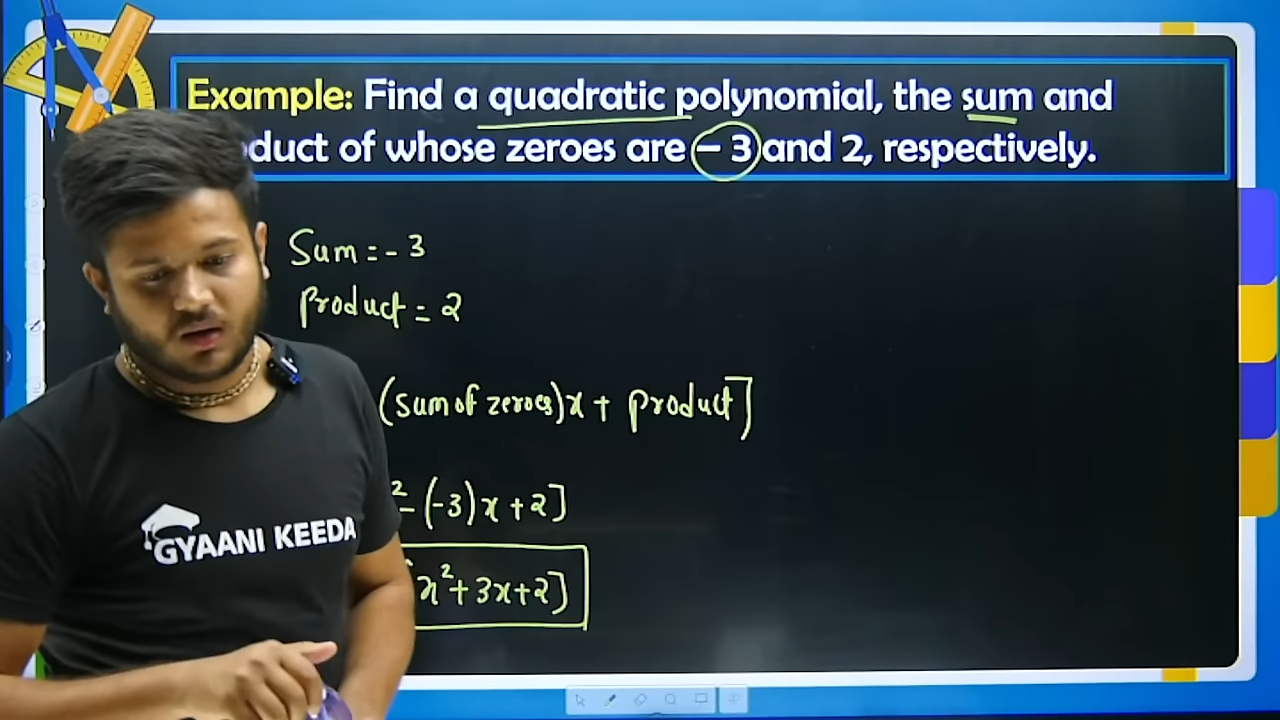 Example: Find a quadratic polynomial, the sum and
duct of whose zeroes are – 3 and 2, respectively.
Sum = - 3
Product = 2
(sum of zeroes)x + product]
² - (-3)x + 2]
[x² + 3x + 2]
GYAANI KEEDA